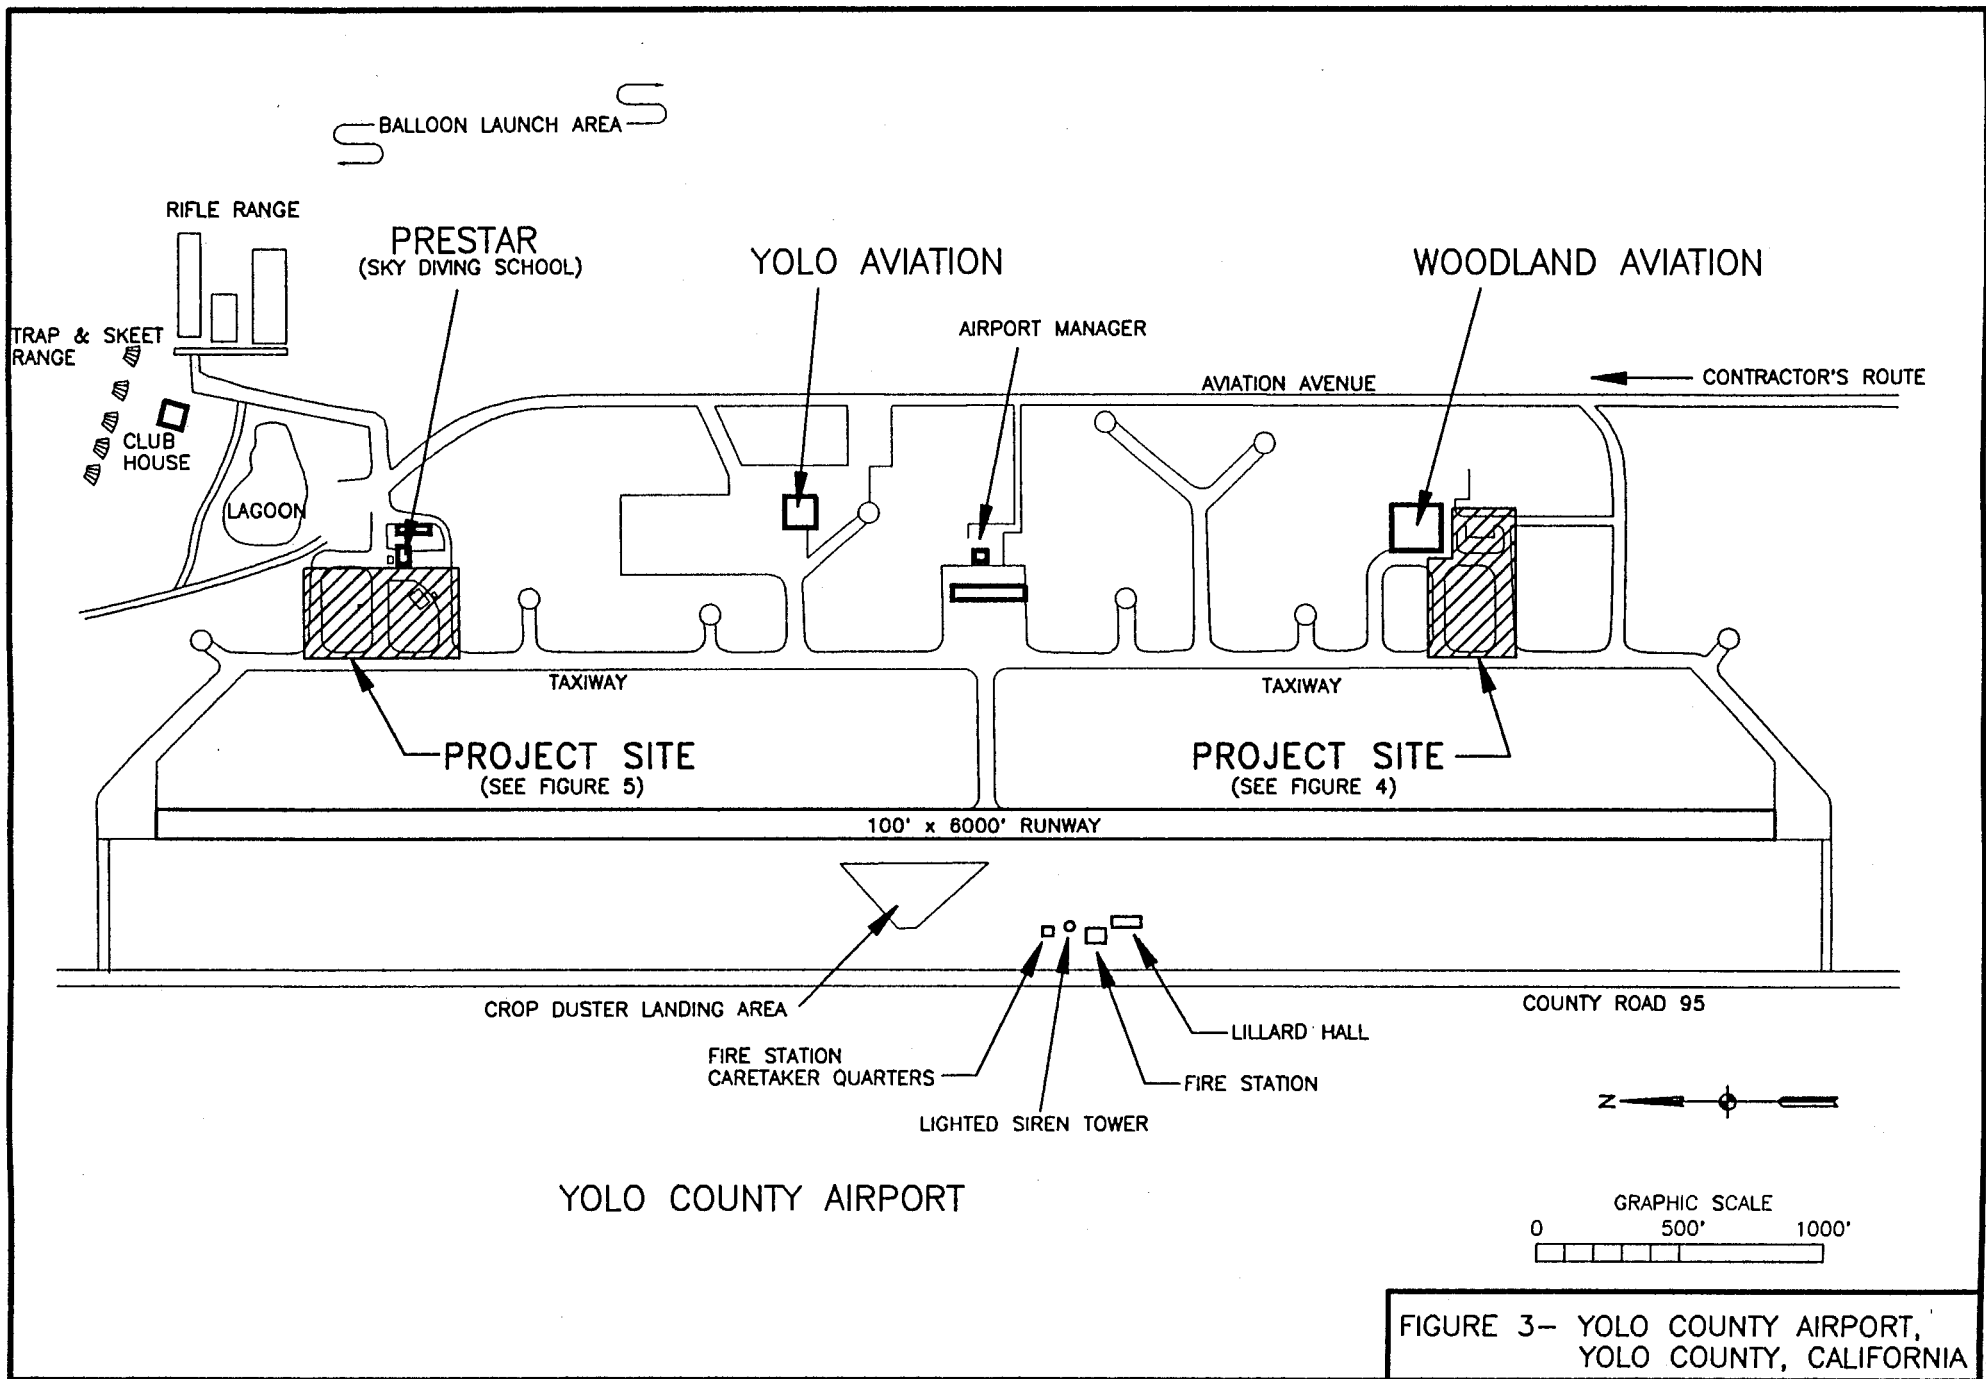 BALLOON LAUNCH AREA
RIFLE RANGE
PRESTAR
(SKY DIVING SCHOOL)
YOLO AVIATION
WOODLAND AVIATION
TRAP & SKEET
RANGE
AIRPORT MANAGER
AVIATION AVENUE
CONTRACTOR'S ROUTE
CLUB
HOUSE
LAGOON
TAXIWAY
TAXIWAY
PROJECT SITE
(SEE FIGURE 5)
PROJECT SITE
(SEE FIGURE 4)
100' x 6000' RUNWAY
CROP DUSTER LANDING AREA
COUNTY ROAD 95
LILLARD HALL
FIRE STATION
CARETAKER QUARTERS
FIRE STATION
LIGHTED SIREN TOWER
N
YOLO COUNTY AIRPORT
GRAPHIC SCALE
0 500' 1000'
FIGURE 3- YOLO COUNTY AIRPORT,
YOLO COUNTY, CALIFORNIA